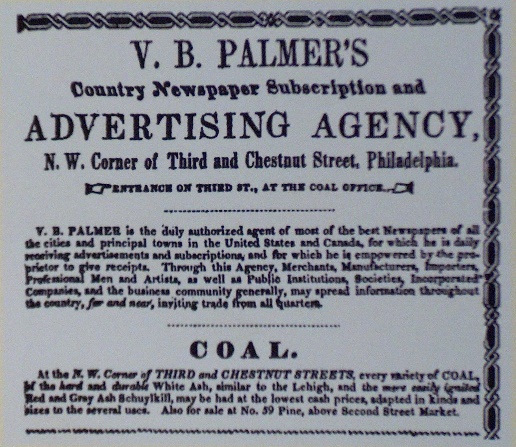 V. B. PALMER'S
Country Newspaper Subscription and
ADVERTISING AGENCY,
N. W. Corner of Third and Chestnut Street, Philadelphia.
ENTRANCE ON THIRD ST., AT THE COAL OFFICE.
V. B. PALMER is the duly authorized agent of most of the best Newspapers of all
the cities and principal towns in the United States and Canada, for which he is daily
receiving advertisements and subscriptions, and for which he is empowered by the pro-
prietor to give receipts. Through this Agency, Merchants, Manufacturers, Importers,
Professional Men and Artists, as well as Public Institutions, Societies, Incorporated
Companies, and the business community generally, may spread information throughout
the country, far and near, inviting trade from all quarters.
COAL.
At the N. W. Corner of THIRD and CHESTNUT STREETS, every variety of COAL,
of the hard and durable White Ash, similar to the Lehigh, and the more easily ignited
Red and Gray Ash Schuylkill, may be had at the lowest cash prices, adapted in kinds and
sizes to the several uses. Also for sale at No. 59 Pine, above Second Street Market.